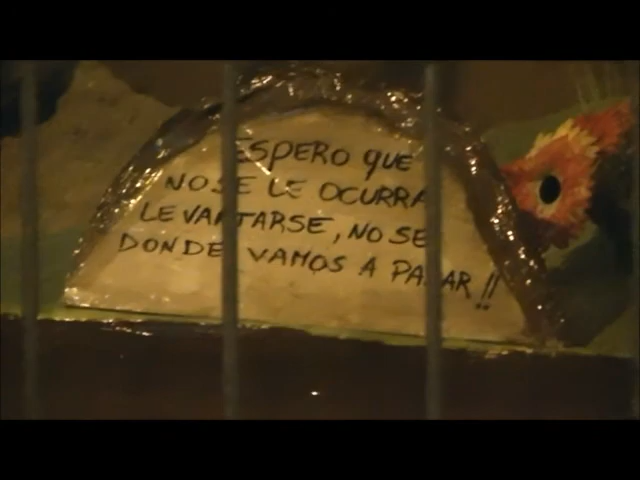 ESPERO QUE
NO SE LE OCURRA
LEVANTARSE, NO SE
DONDE VAMOS A PARAR!!